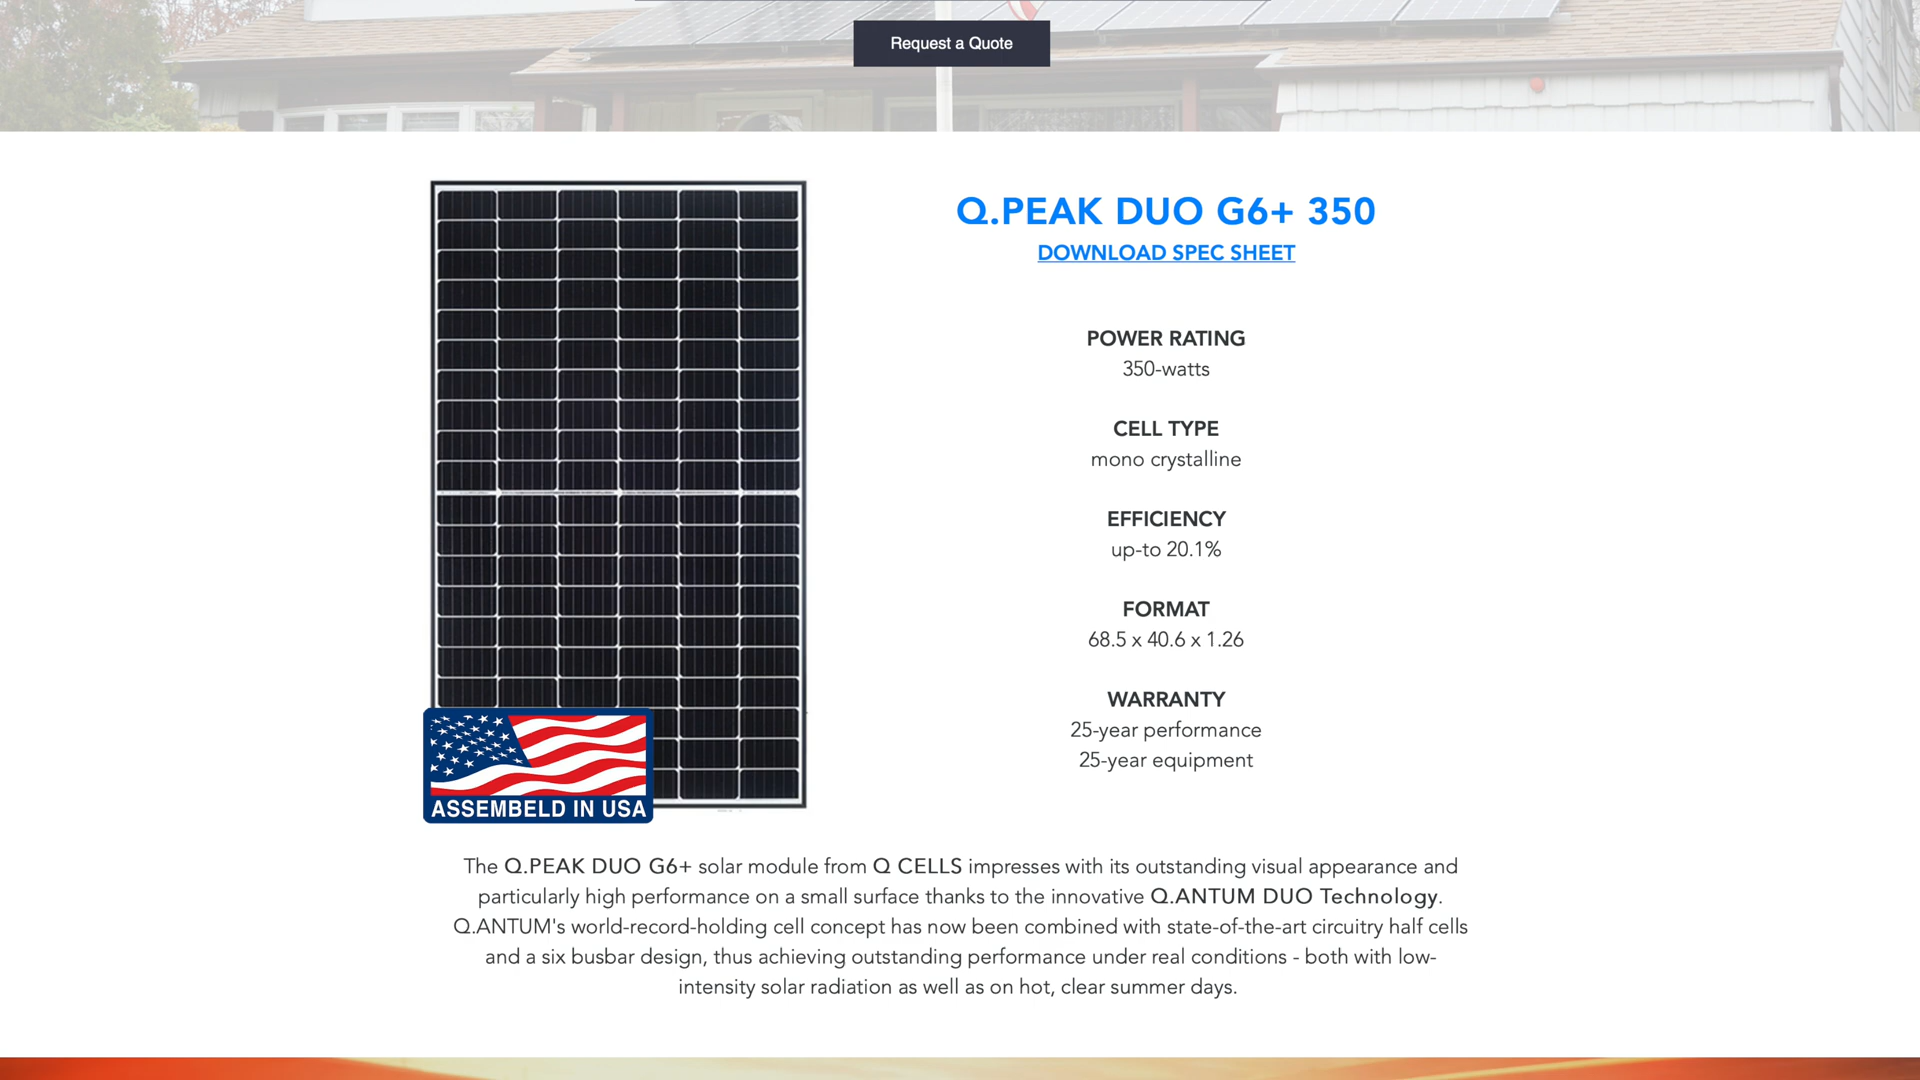 Request a Quote
Q.PEAK DUO G6+ 350
DOWNLOAD SPEC SHEET
POWER RATING
350-watts
CELL TYPE
mono crystalline
EFFICIENCY
up-to 20.1%
FORMAT
68.5 x 40.6 x 1.26
WARRANTY
25-year performance
25-year equipment
ASSEMBELD IN USA
The Q.PEAK DUO G6+ solar module from Q CELLS impresses with its outstanding visual appearance and
particularly high performance on a small surface thanks to the innovative Q.ANTUM DUO Technology.
Q.ANTUM's world-record-holding cell concept has now been combined with state-of-the-art circuitry half cells
and a six busbar design, thus achieving outstanding performance under real conditions - both with low-
intensity solar radiation as well as on hot, clear summer days.